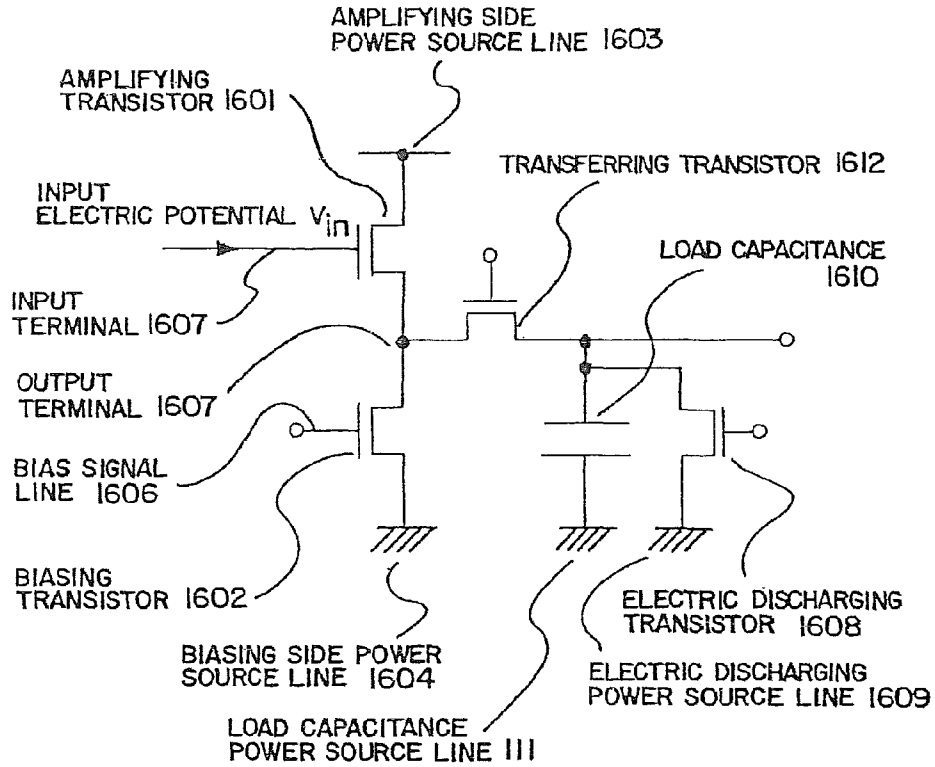 AMPLIFYING SIDE
POWER SOURCE LINE 1603
AMPLIFYING
TRANSISTOR 1601
TRANSFERRING TRANSISTOR 1612
INPUT
ELECTRIC POTENTIAL Vin
LOAD CAPACITANCE
1610
INPUT
TERMINAL 1607
OUTPUT
TERMINAL 1607
BIAS SIGNAL
LINE 1606
BIASING
TRANSISTOR 1602
ELECTRIC DISCHARGING
TRANSISTOR 1608
BIASING SIDE POWER
SOURCE LINE 1604
ELECTRIC DISCHARGING
POWER SOURCE LINE 1609
LOAD CAPACITANCE
POWER SOURCE LINE 111